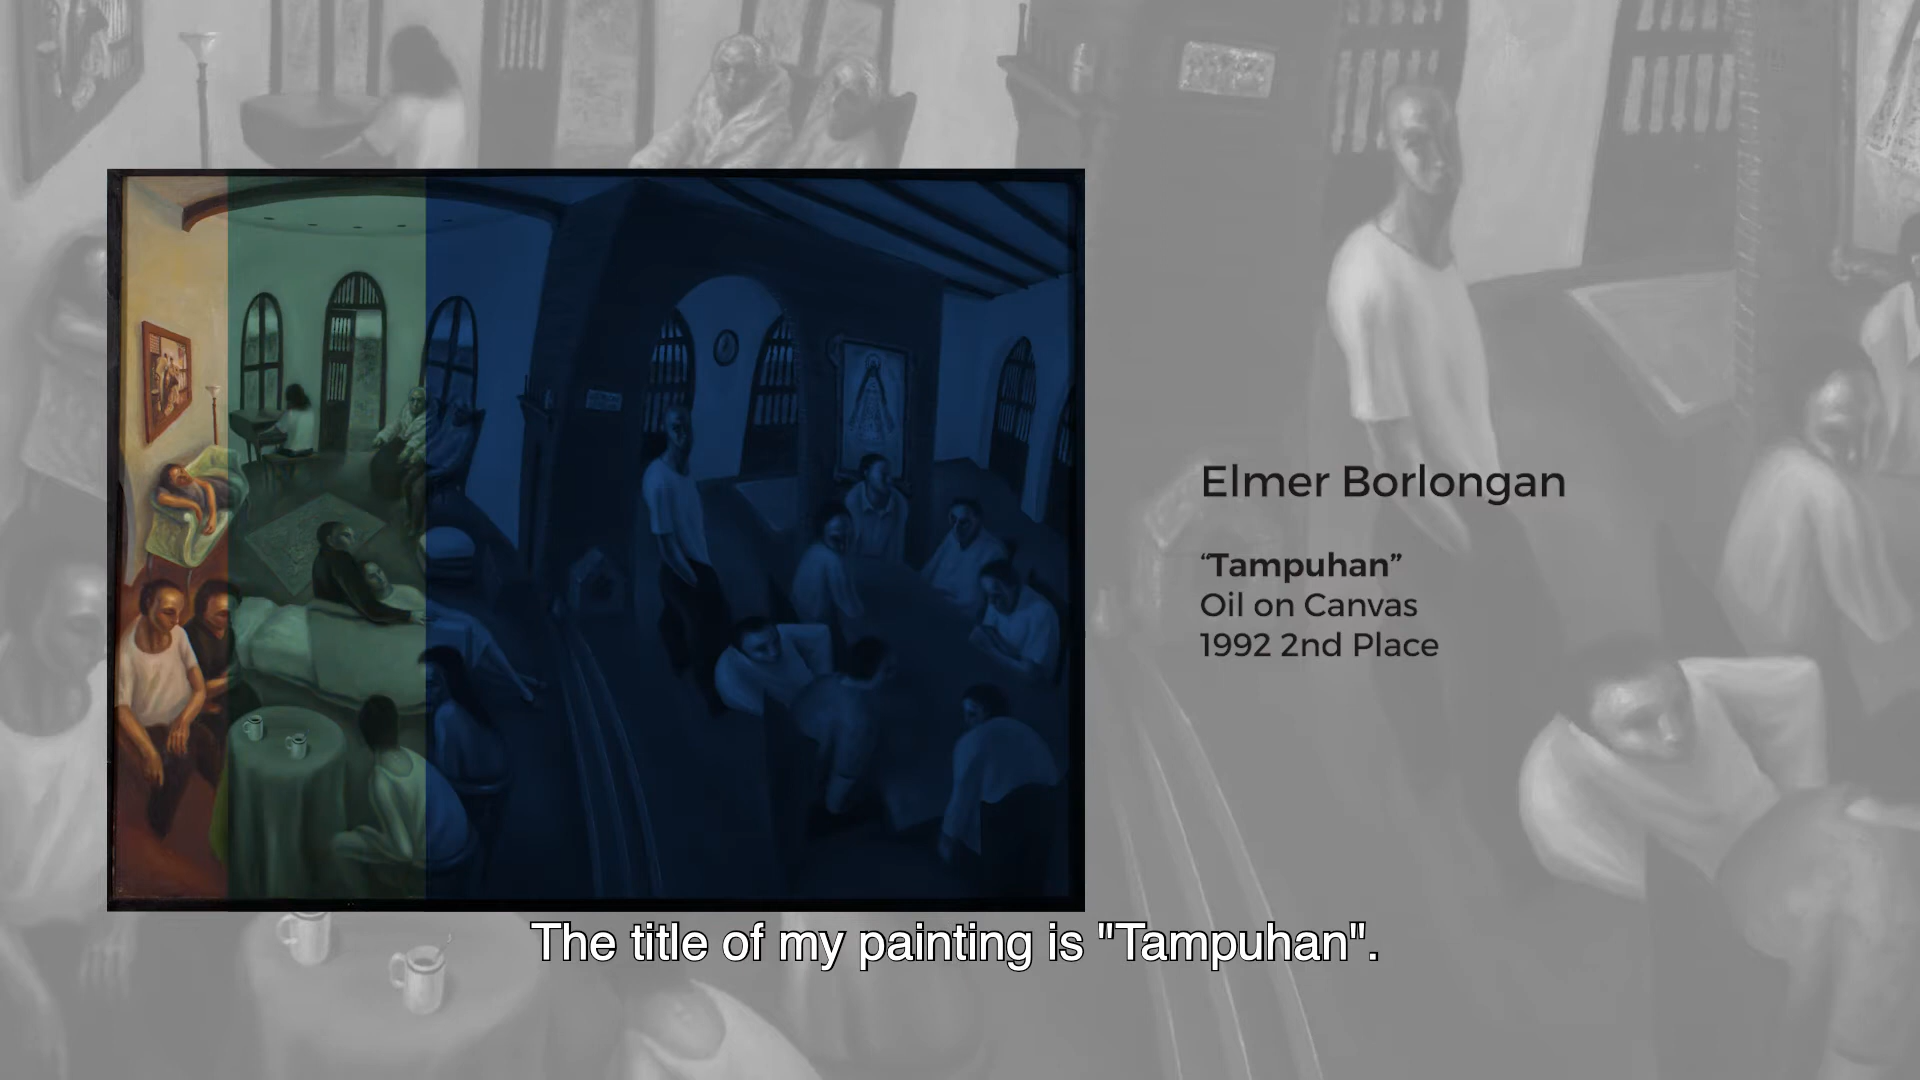 Elmer Borlongan
“Tampuhan”
Oil on Canvas
1992 2nd Place
The title of my painting is "Tampuhan".